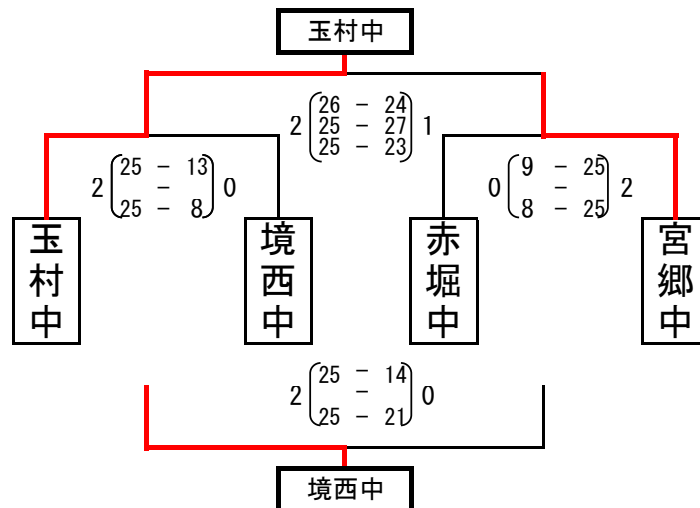 玉村中
26 - 24
2 25 - 27 1
25 - 23
25 - 13
2 - 0
25 - 8
9 - 25
0 - 2
8 - 25
玉村中
境西中
赤堀中
宮郷中
25 - 14
2 - 0
25 - 21
境西中